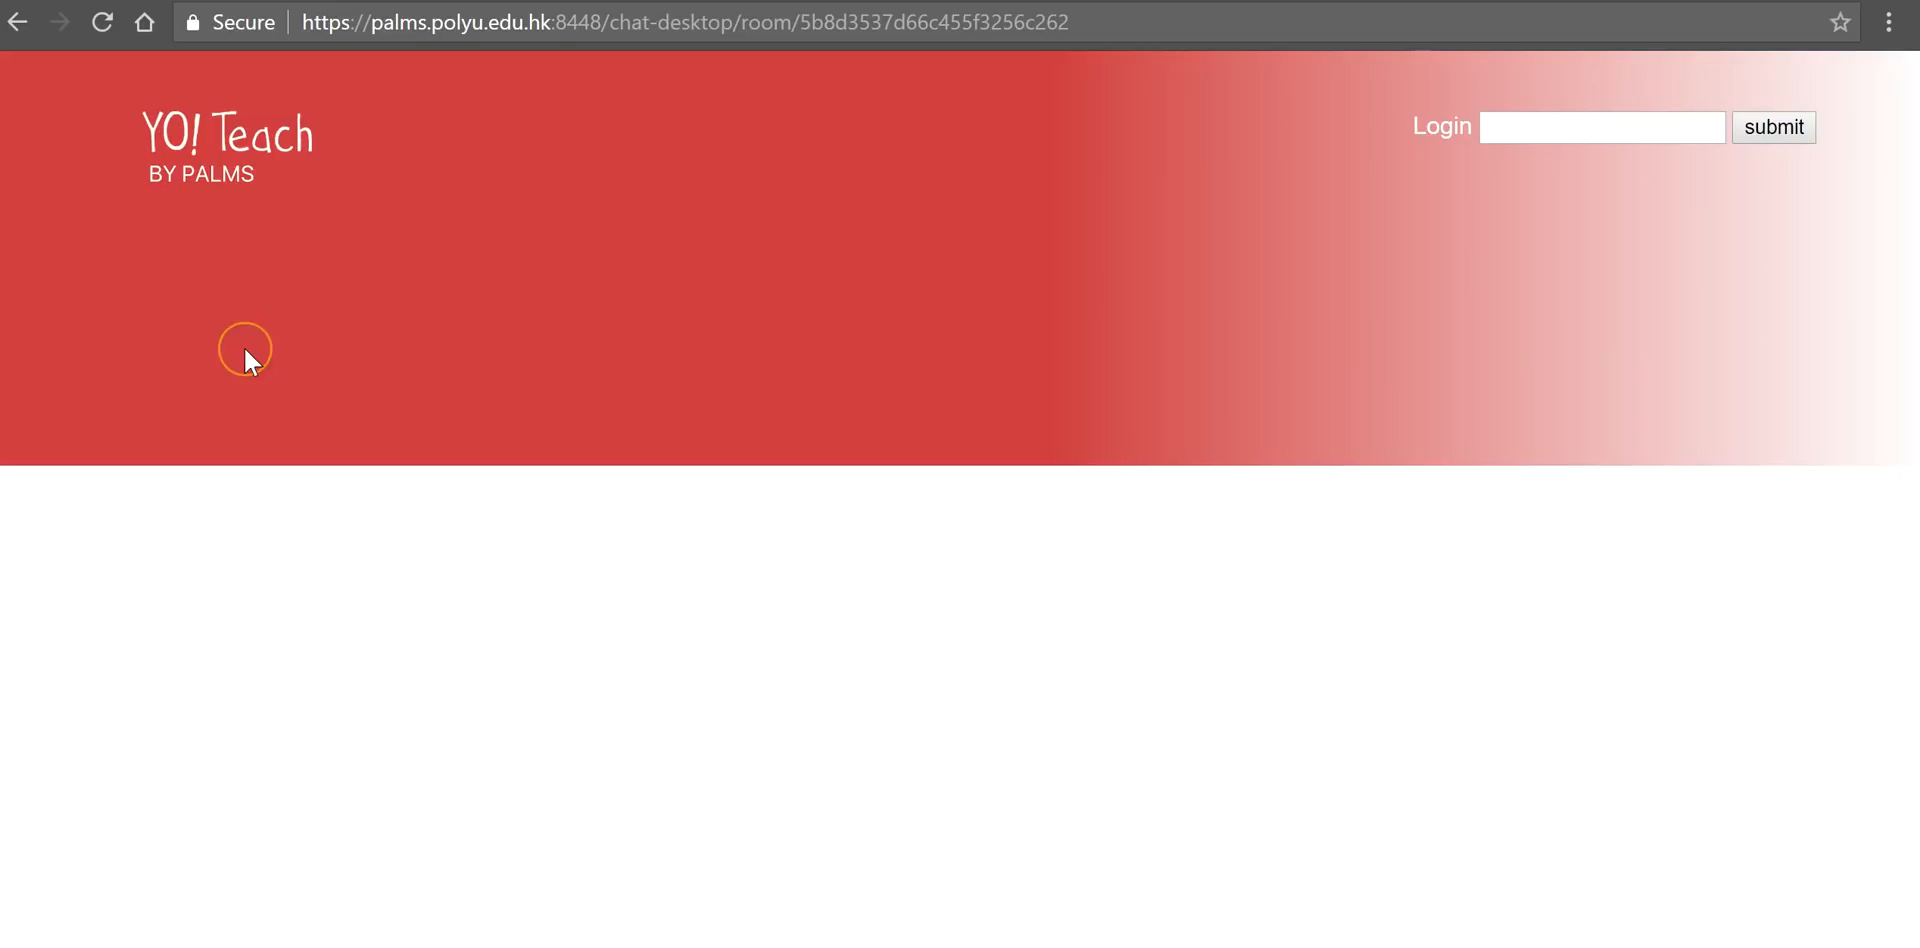 Secure https://palms.polyu.edu.hk:8448/chat-desktop/room/5b8d3537d66c455f3256c262
YO! Teach
BY PALMS
Login submit